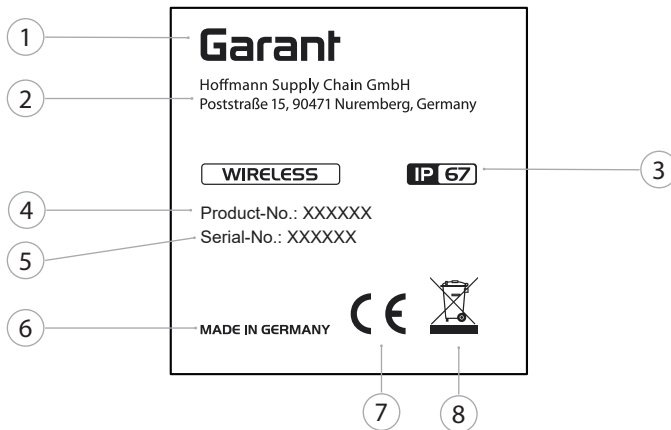 1 Garant
2 Hoffmann Supply Chain GmbH
Poststraße 15, 90471 Nuremberg, Germany
WIRELESS IP 67 3
4 Product-No.: XXXXXX
5 Serial-No.: XXXXXX
6 MADE IN GERMANY CE
7 8